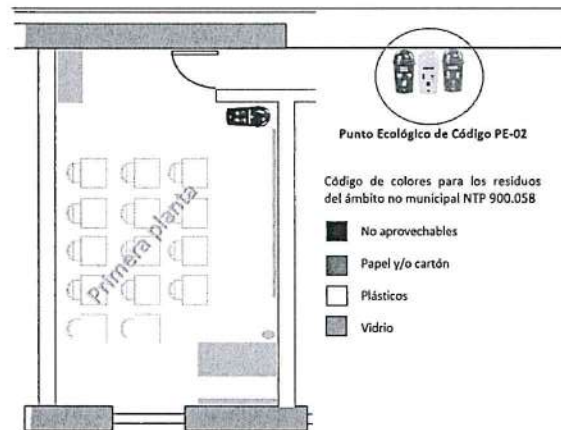 Punto Ecológico de Código PE-02
Código de colores para los residuos
del ámbito no municipal NTP 900.058
No aprovechables
Papel y/o cartón
Plásticos
Vidrio
Primera planta